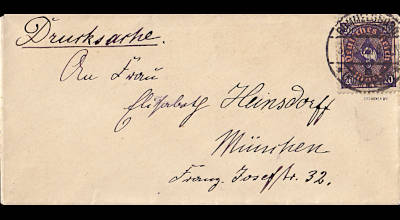 Drucksache.
An Frau
Elisabeth Heinsdorff
München
Franz Josefstr. 32.